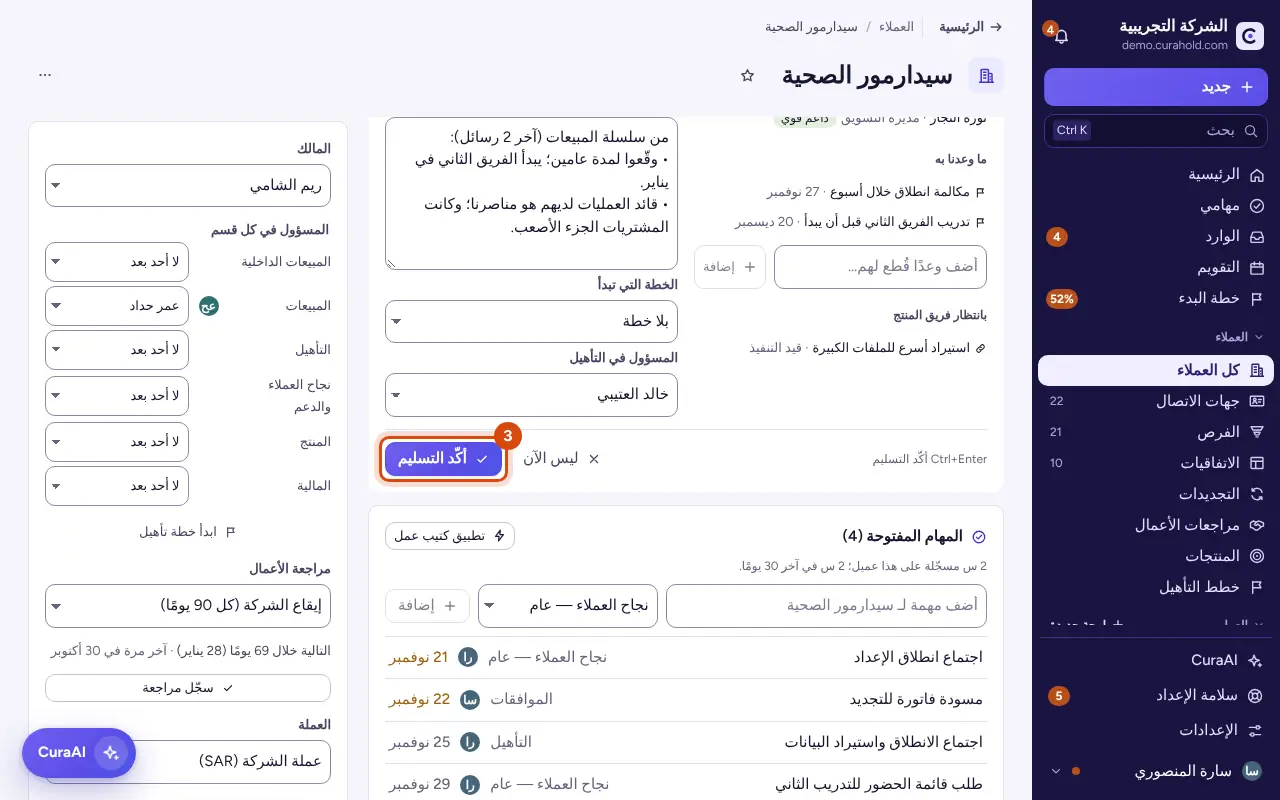 الشركة التجريبية
demo.curahold.com
4
جديد
بحث
Ctrl K
الرئيسية
مهامي
الوارد
4
التقويم
خطة البدء
52%
العملاء
كل العملاء
جهات الاتصال
22
الفرص
21
الاتفاقيات
10
التجديدات
مراجعات الأعمال
المنتجات
خطط التأهيل
CuraAI
سلامة الإعداد
5
الإعدادات
سارة المنصوري
سا
الرئيسية
العملاء / سيدارمور الصحية
سيدارمور الصحية
نورة النجار · مديرة التسويق
داعم قوي
ما وعدنا به
مكالمة انطلاق خلال أسبوع · 27 نوفمبر
تدريب الفريق الثاني قبل أن يبدأ · 20 ديسمبر
أضف وعدًا قُطع لهم...
إضافة
بانتظار فريق المنتج
استيراد أسرع للملفات الكبيرة · قيد التنفيذ
من سلسلة المبيعات (آخر 2 رسائل):
• وقّعوا لمدة عامين؛ يبدأ الفريق الثاني في
يناير.
• قائد العمليات لديهم هو مناصرنا؛ وكانت
المشتريات الجزء الأصعب.
الخطة التي تبدأ
بلا خطة
المسؤول في التأهيل
خالد العتيبي
Ctrl+Enter أكّد التسليم
ليس الآن
أكّد التسليم
3
المهام المفتوحة (4)
تطبيق كتيب عمل
2 س مسجّلة على هذا عميل؛ 2 س في آخر 30 يومًا.
أضف مهمة لـ سيدارمور الصحية
نجاح العملاء — عام
إضافة
اجتماع انطلاق الإعداد
نجاح العملاء — عام
را
21 نوفمبر
مسودة فاتورة للتجديد
الموافقات
سا
22 نوفمبر
اجتماع الانطلاق واستيراد البيانات
التأهيل
را
25 نوفمبر
طلب قائمة الحضور للتدريب الثاني
نجاح العملاء — عام
را
29 نوفمبر
المالك
ريم الشامي
المسؤول في كل قسم
المبيعات الداخلية
لا أحد بعد
المبيعات
عح
عمر حداد
التأهيل
لا أحد بعد
نجاح العملاء
والدعم
لا أحد بعد
المنتج
لا أحد بعد
المالية
لا أحد بعد
ابدأ خطة تأهيل
مراجعة الأعمال
إيقاع الشركة (كل 90 يومًا)
التالية خلال 69 يومًا (28 يناير) · آخر مرة في 30 أكتوبر
سجّل مراجعة
العملة
عملة الشركة (SAR)
CuraAI